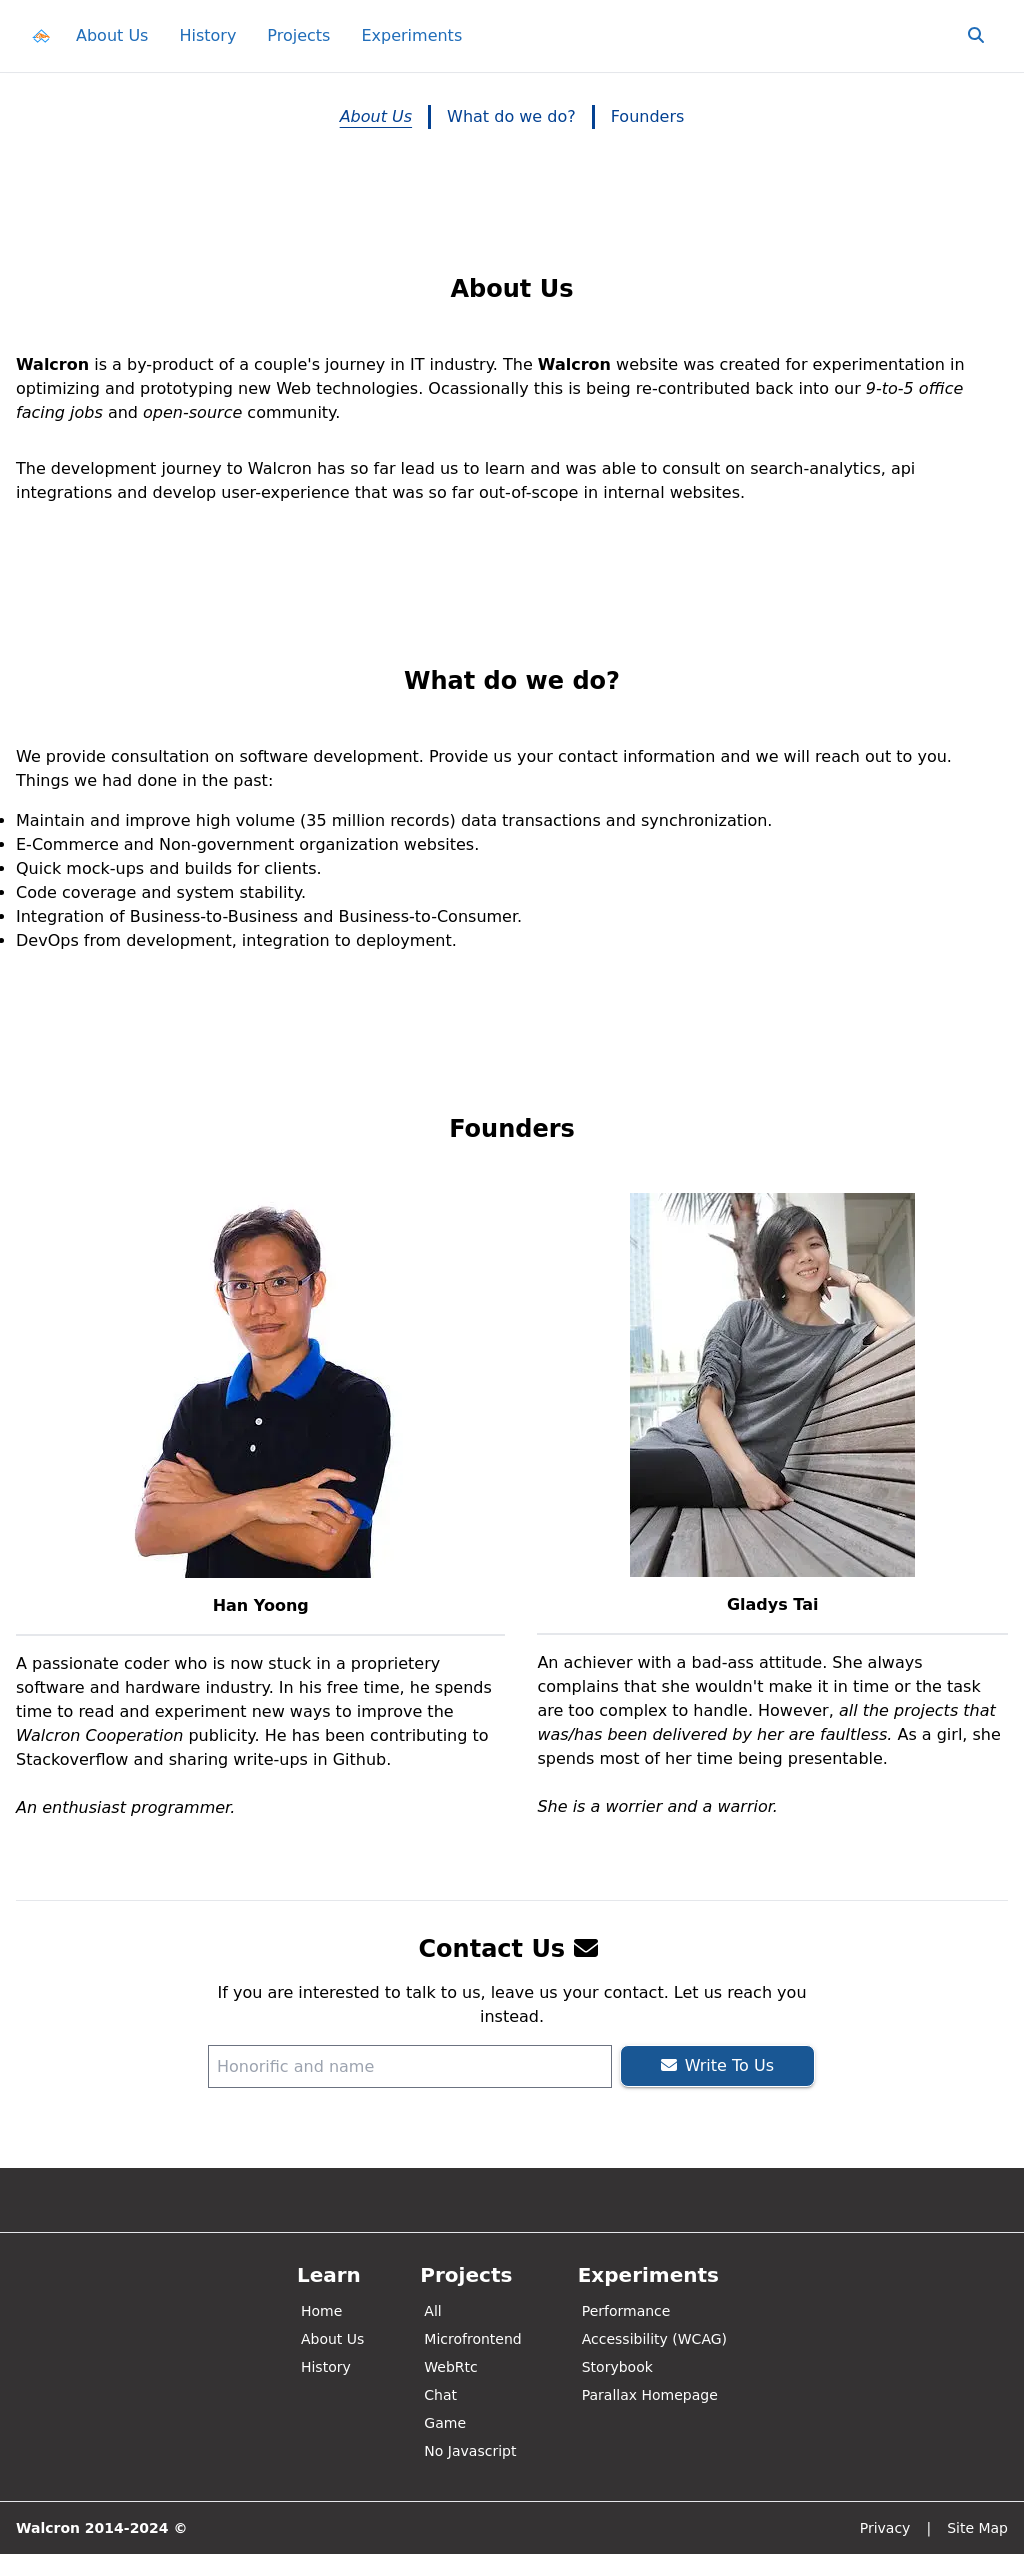 About Us History Projects Experiments
About Us | What do we do? | Founders
About Us
Walcron is a by-product of a couple's journey in IT industry. The Walcron website was created for experimentation in
optimizing and prototyping new Web technologies. Ocassionally this is being re-contributed back into our 9-to-5 office
facing jobs and open-source community.
The development journey to Walcron has so far lead us to learn and was able to consult on search-analytics, api
integrations and develop user-experience that was so far out-of-scope in internal websites.
What do we do?
We provide consultation on software development. Provide us your contact information and we will reach out to you.
Things we had done in the past:
Maintain and improve high volume (35 million records) data transactions and synchronization.
E-Commerce and Non-government organization websites.
Quick mock-ups and builds for clients.
Code coverage and system stability.
Integration of Business-to-Business and Business-to-Consumer.
DevOps from development, integration to deployment.
Founders
Han Yoong
A passionate coder who is now stuck in a proprietery
software and hardware industry. In his free time, he spends
time to read and experiment new ways to improve the
Walcron Cooperation publicity. He has been contributing to
Stackoverflow and sharing write-ups in Github.
An enthusiast programmer.
Gladys Tai
An achiever with a bad-ass attitude. She always
complains that she wouldn't make it in time or the task
are too complex to handle. However, all the projects that
was/has been delivered by her are faultless. As a girl, she
spends most of her time being presentable.
She is a worrier and a warrior.
Contact Us
If you are interested to talk to us, leave us your contact. Let us reach you
instead.
Honorific and name
Write To Us
Learn
Home
About Us
History
Projects
All
Microfrontend
WebRtc
Chat
Game
No Javascript
Experiments
Performance
Accessibility (WCAG)
Storybook
Parallax Homepage
Walcron 2014-2024 ©
Privacy | Site Map